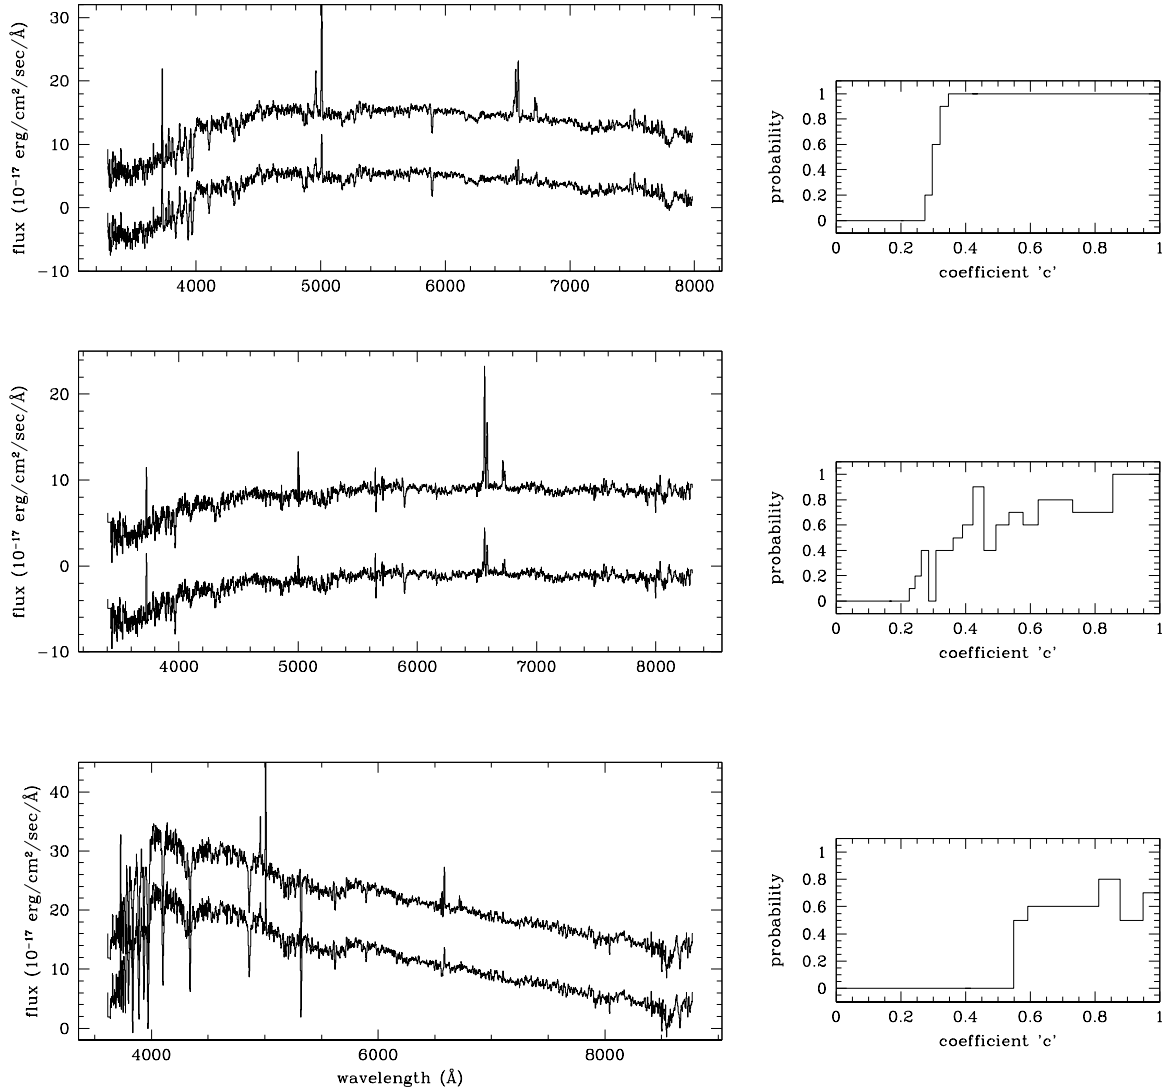 flux (10⁻¹⁷ erg/cm²/sec/Å)
30
20
10
0
−10
4000 5000 6000 7000 8000
probability
1
0.8
0.6
0.4
0.2
0
0 0.2 0.4 0.6 0.8 1
coefficient 'c'
flux (10⁻¹⁷ erg/cm²/sec/Å)
20
10
0
−10
4000 5000 6000 7000 8000
probability
1
0.8
0.6
0.4
0.2
0
0 0.2 0.4 0.6 0.8 1
coefficient 'c'
flux (10⁻¹⁷ erg/cm²/sec/Å)
40
30
20
10
0
4000 6000 8000
wavelength (Å)
probability
1
0.8
0.6
0.4
0.2
0
0 0.2 0.4 0.6 0.8 1
coefficient 'c'